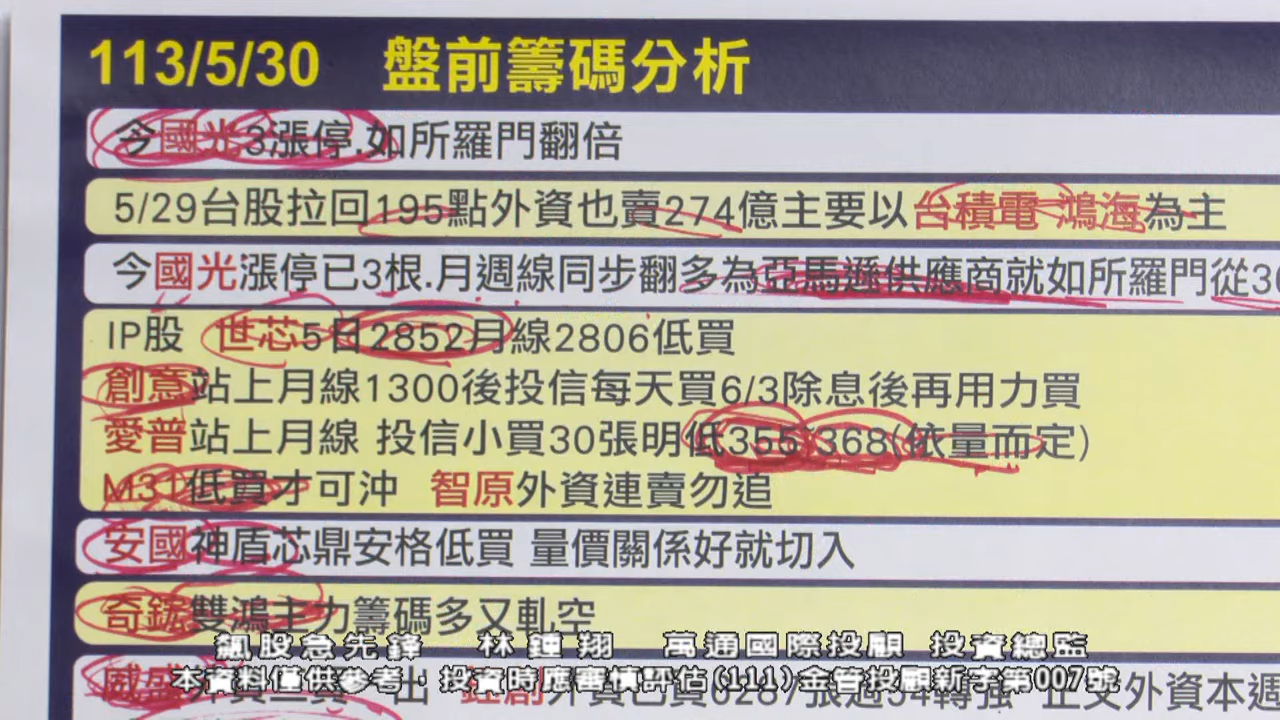 113/5/30 盤前籌碼分析
今國光3漲停.如所羅門翻倍
5/29台股拉回195點外資也賣274億主要以台積電 鴻海為主
今國光漲停已3根.月週線同步翻多為亞馬遜供應商就如所羅門從30
IP股 世芯5日2852月線2806低買
創意站上月線1300後投信每天買6/3除息後再用力買
愛普站上月線 投信小買30張明低355/368(依量而定)
M31低買才可沖 智原外資連賣勿追
安國神盾芯鼎安格低買 量價關係好就切入
奇鋐雙鴻主力籌碼多又軋空
飆股急先鋒 林鍾翔 萬通國際投顧 投資總監
本資料僅供參考，投資時應審慎評估(111)金管投顧新字第007號